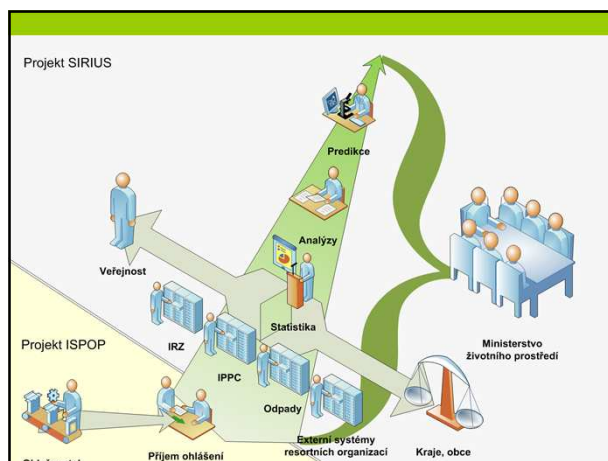 Projekt SIRIUS
Predikce
Analýzy
Veřejnost
Statistika
IRZ
IPPC
Odpady
Externí systémy
resortních organizací
Ministerstvo
životního prostředí
Kraje, obce
Projekt ISPOP
Příjem ohlášení